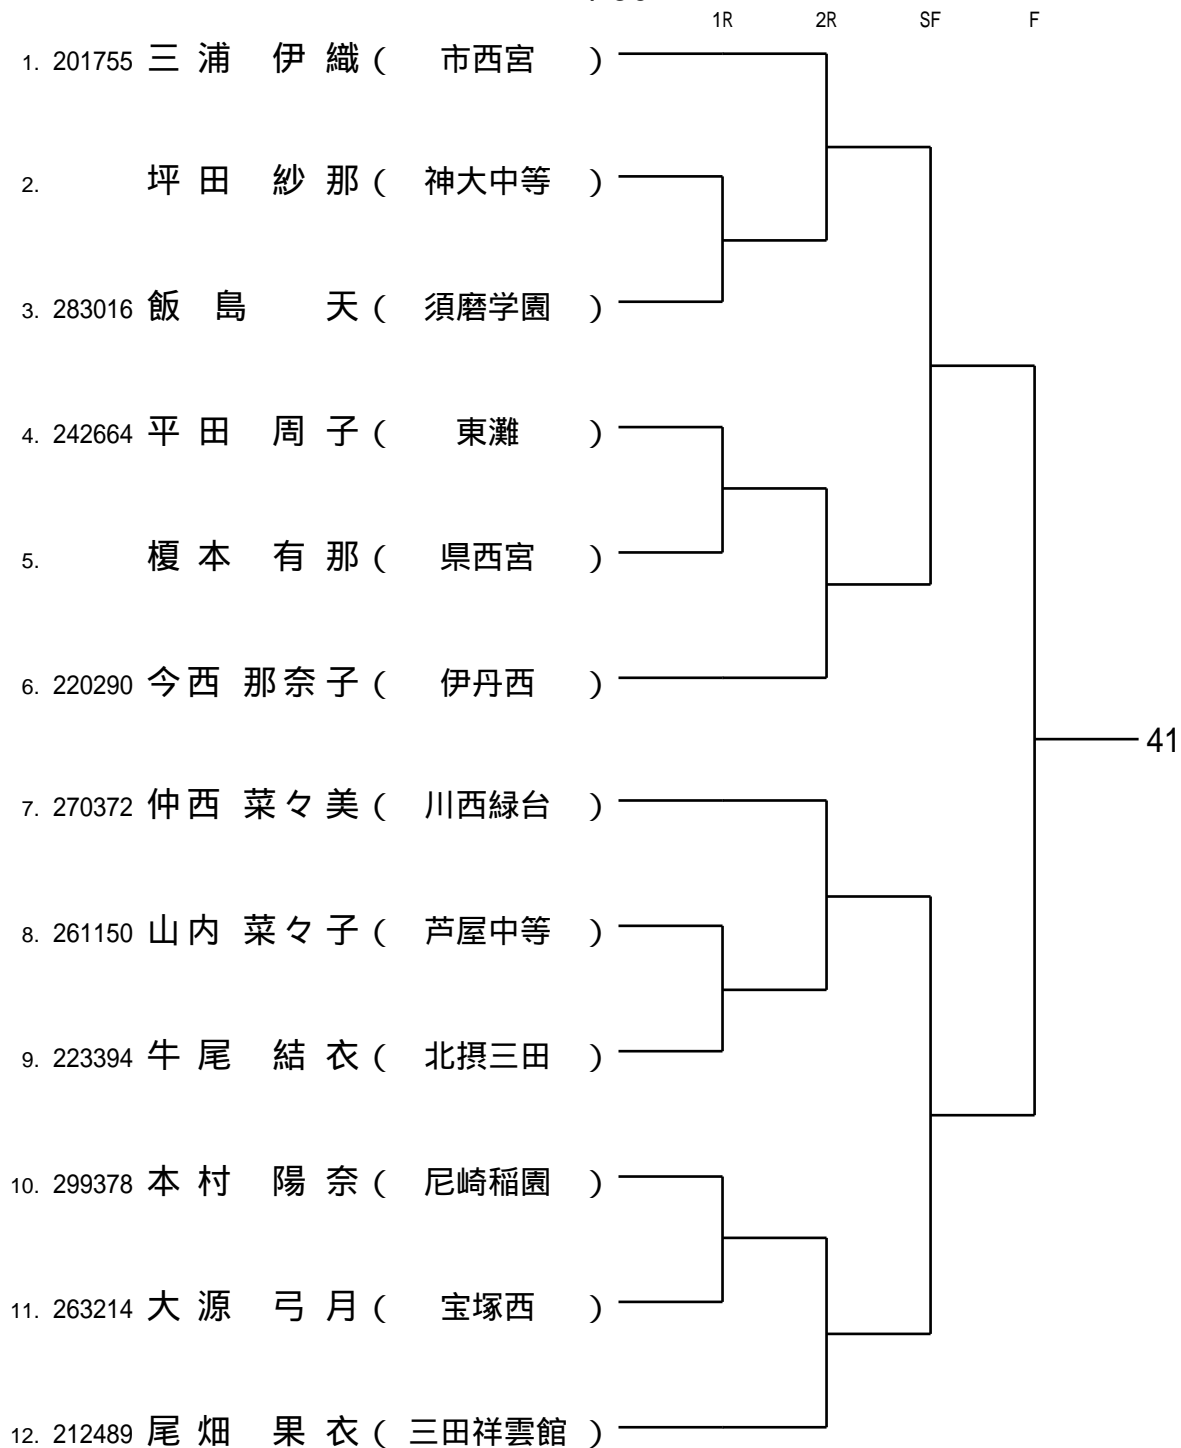 1R 2R SF F
1. 201755 三浦 伊織 ( 市西宮 )
2. 坪田 紗那 ( 神大中等 )
3. 283016 飯島 天 ( 須磨学園 )
4. 242664 平田 周子 ( 東灘 )
5. 榎本 有那 ( 県西宮 )
6. 220290 今西 那奈子 ( 伊丹西 )
41
7. 270372 仲西 菜々美 ( 川西緑台 )
8. 261150 山内 菜々子 ( 芦屋中等 )
9. 223394 牛尾 結衣 ( 北摂三田 )
10. 299378 本村 陽奈 ( 尼崎稲園 )
11. 263214 大源 弓月 ( 宝塚西 )
12. 212489 尾畑 果衣 ( 三田祥雲館 )